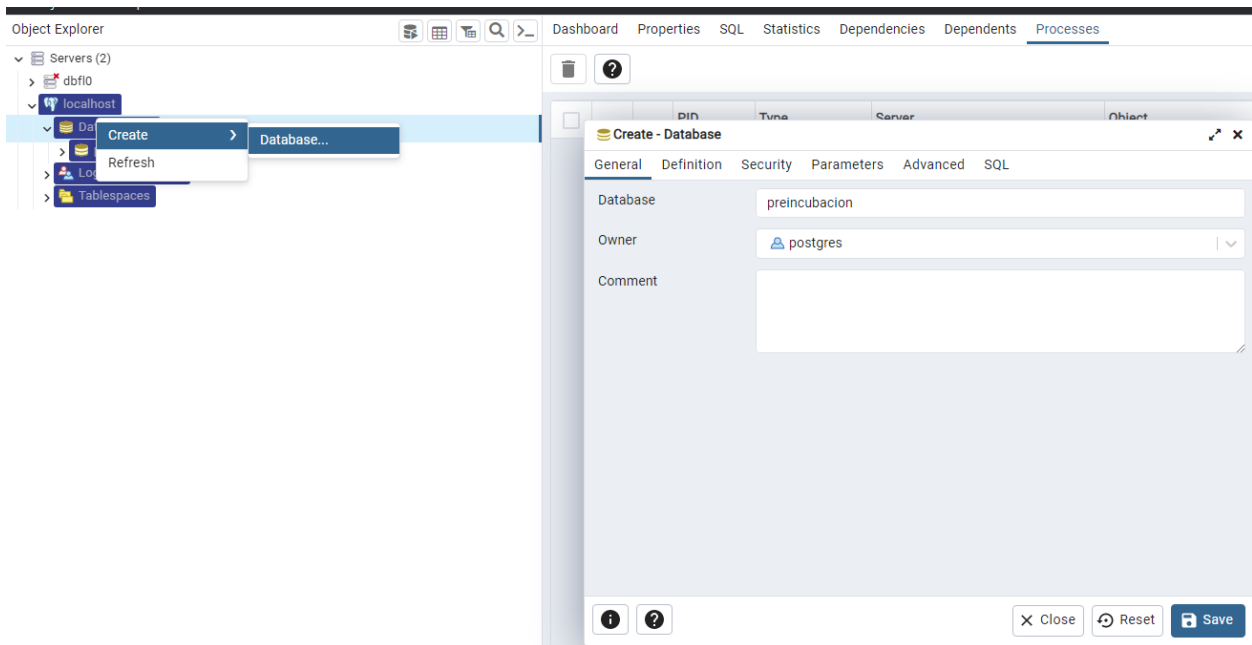 Object Explorer
Servers (2)
dbfl0
localhost
Create
Database...
Refresh
Tablespaces
Dashboard Properties SQL Statistics Dependencies Dependents Processes
PID Type Server Object
Create - Database
General Definition Security Parameters Advanced SQL
Database preincubacion
Owner postgres
Comment
Close Reset Save